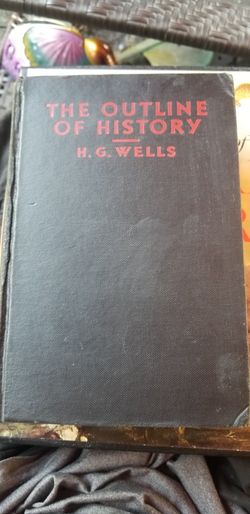 THE OUTLINE
OF HISTORY
H. G. WELLS